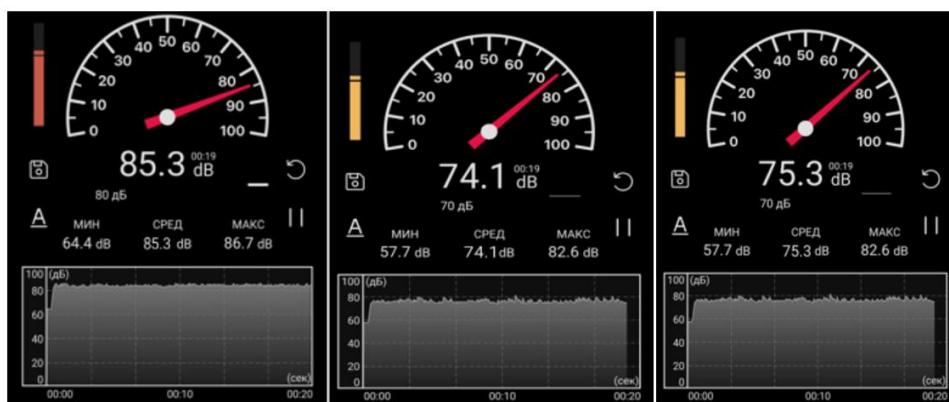 0 10 20 30 40 50 60 70 80 90 100
85.3 00:19 dB
80 дБ
A
МИН СРЕД МАКС
64.4 dB 85.3 dB 86.7 dB
100 (дБ)
80
60
40
20
0 (сек)
00:00 00:10 00:20
0 10 20 30 40 50 60 70 80 90 100
74.1 00:19 dB
70 дБ
A
МИН СРЕД МАКС
57.7 dB 74.1dB 82.6 dB
100 (дБ)
80
60
40
20
0 (сек)
00:00 00:10 00:20
0 10 20 30 40 50 60 70 80 90 100
75.3 00:19 dB
70 дБ
A
МИН СРЕД МАКС
57.7 dB 75.3 dB 82.6 dB
100 (дБ)
80
60
40
20
0 (сек)
00:00 00:10 00:20